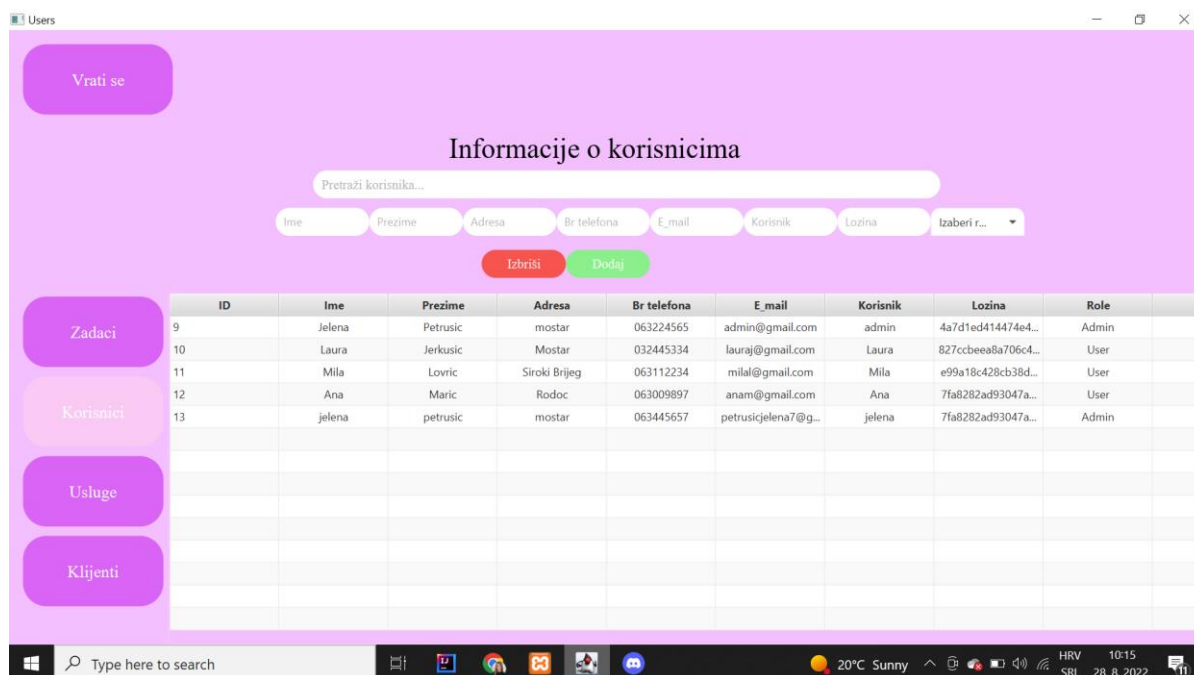 Users
Vrati se
Informacije o korisnicima
Pretraži korisnika...
Ime Prezime Adresa Br telefona E_mail Korisnik Lozina Izaberi r...
Izbriši Dodaj
ID Ime Prezime Adresa Br telefona E_mail Korisnik Lozina Role
9 Jelena Petrusic mostar 063224565 admin@gmail.com admin 4a7d1ed414474e4... Admin
10 Laura Jerkusic Mostar 032445334 lauraj@gmail.com Laura 827ccbeea8a706c4... User
11 Mila Lovric Siroki Brijeg 063112234 milal@gmail.com Mila e99a18c428cb38d... User
12 Ana Maric Rodoc 063009897 anam@gmail.com Ana 7fa8282ad93047a... User
13 jelena petrusic mostar 063445657 petrusicjelena7@g... jelena 7fa8282ad93047a... Admin
Zadaci
Korisnici
Usluge
Klijenti
Type here to search
20°C Sunny
HRV 10:15
SRI 28. 8. 2022.
11